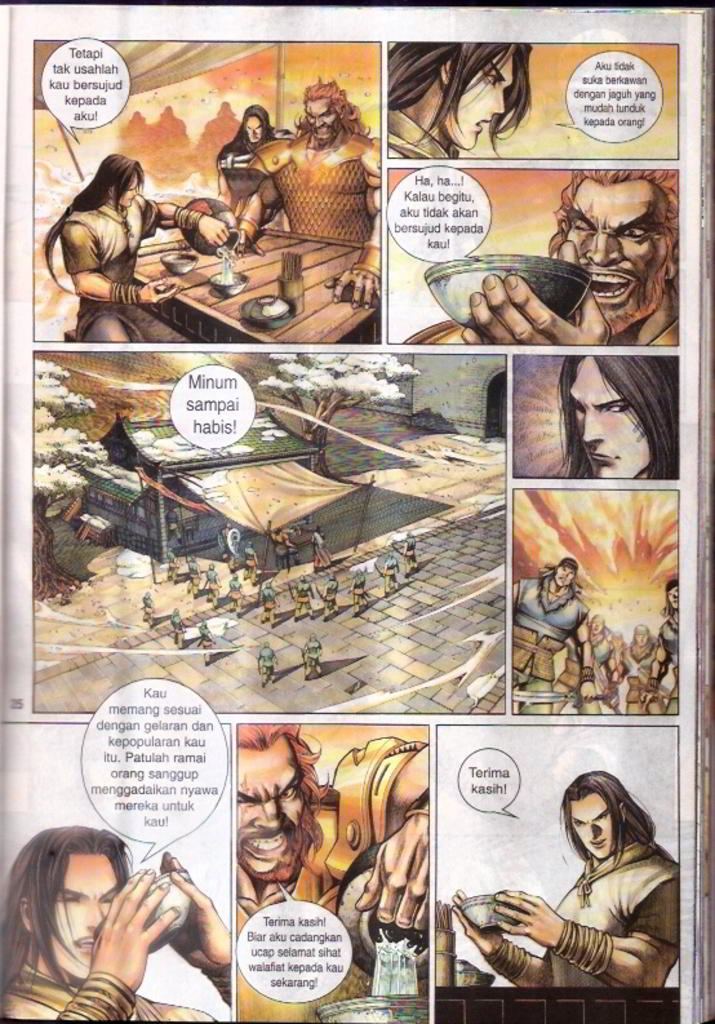 Tetapi
tak usahlah
kau bersujud
kepada
aku!
Aku tidak
suka berkawan
dengan jaguh yang
mudah tunduk
kepada orang!
Ha, ha...!
Kalau begitu,
aku tidak akan
bersujud kepada
kau!
Minum
sampai
habis!
Kau
memang sesuai
dengan gelaran dan
kepopularan kau
itu. Patulah ramai
orang sanggup
menggadaikan nyawa
mereka untuk
kau!
Terima kasih!
Biar aku cadangkan
ucap selamat sihat
walafiat kepada kau
sekarang!
Terima
kasih!
25